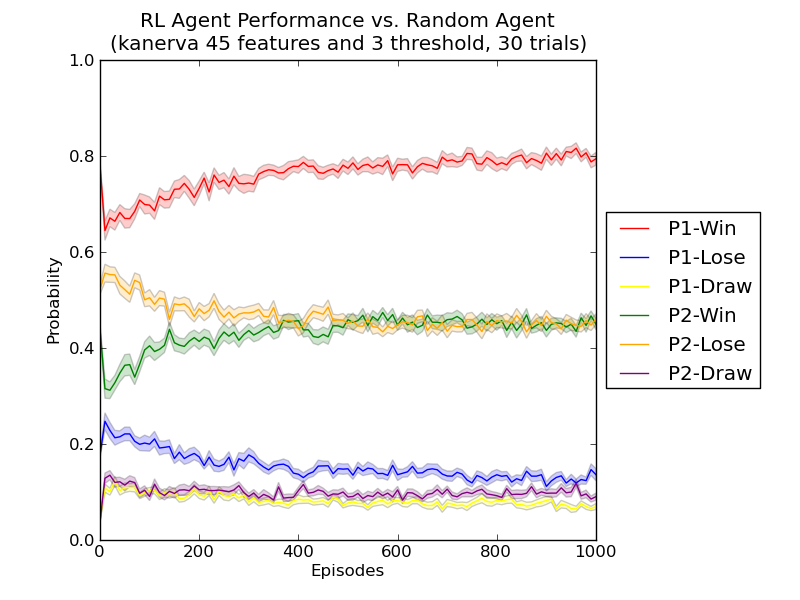 RL Agent Performance vs. Random Agent
(kanerva 45 features and 3 threshold, 30 trials)
1.0
0.8
0.6
0.4
0.2
0.0
Probability
0
200
400
600
800
1000
Episodes
P1-Win
P1-Lose
P1-Draw
P2-Win
P2-Lose
P2-Draw